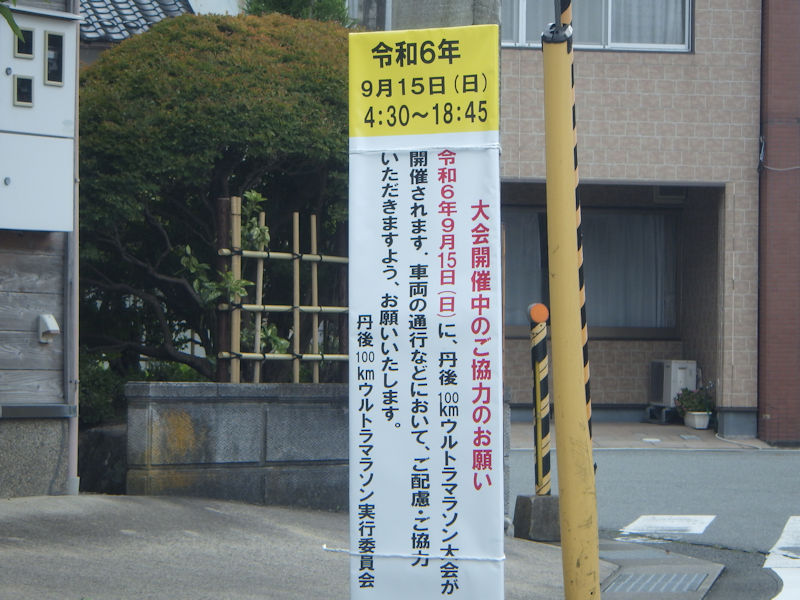 令和6年
9月15日(日)
4:30〜18:45
大会開催中のご協力のお願い
令和6年9月15日(日)に、丹後100kmウルトラマラソン大会が
開催されます。車両の通行などにおいて、ご配慮・ご協力
いただきますよう、お願いいたします。
丹後100kmウルトラマラソン実行委員会